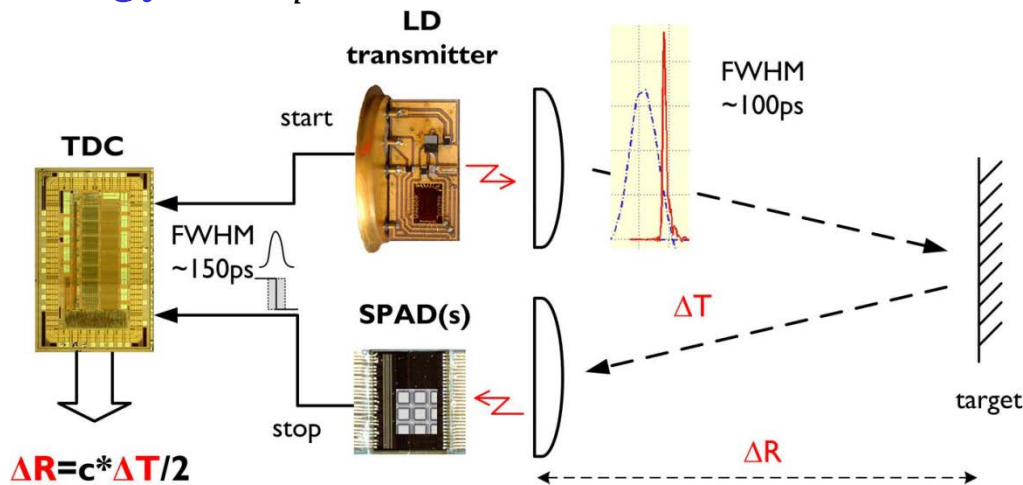 LD
transmitter
FWHM
~100ps
start
TDC
FWHM
~150ps
SPAD(s)
ΔT
stop
target
ΔR
ΔR=c*ΔT/2